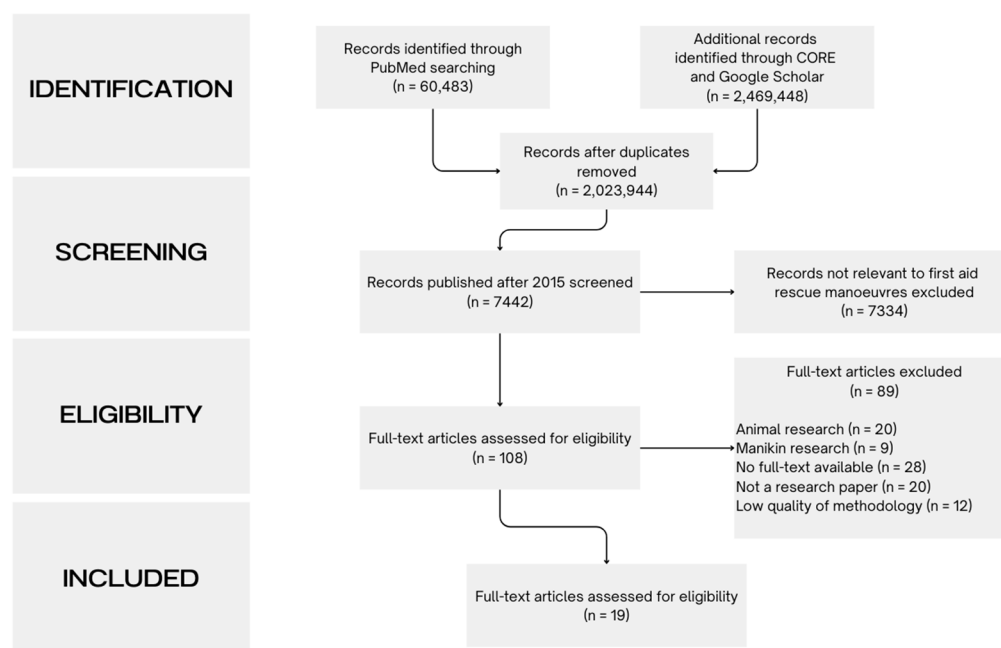 IDENTIFICATION
Records identified through
PubMed searching
(n = 60,483)
Additional records
identified through CORE
and Google Scholar
(n = 2,469,448)
Records after duplicates
removed
(n = 2,023,944)
SCREENING
Records published after 2015 screened
(n = 7442)
Records not relevant to first aid
rescue manoeuvres excluded
(n = 7334)
ELIGIBILITY
Full-text articles assessed for eligibility
(n = 108)
Full-text articles excluded
(n = 89)
Animal research (n = 20)
Manikin research (n = 9)
No full-text available (n = 28)
Not a research paper (n = 20)
Low quality of methodology (n = 12)
INCLUDED
Full-text articles assessed for eligibility
(n = 19)